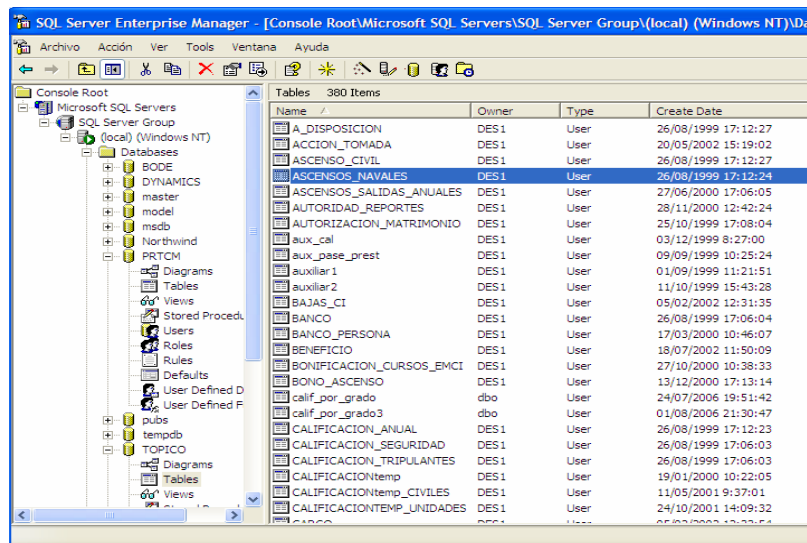 SQL Server Enterprise Manager - [Console Root\Microsoft SQL Servers\SQL Server Group\(local) (Windows NT)\Da
Archivo Acción Ver Tools Ventana Ayuda
Console Root
Microsoft SQL Servers
SQL Server Group
(local) (Windows NT)
Databases
BODE
DYNAMICS
master
model
msdb
Northwind
PRTCM
Diagrams
Tables
Views
Stored Procedu
Users
Roles
Rules
Defaults
User Defined D
User Defined F
pubs
tempdb
TOPICO
Diagrams
Tables
Views
Tables 380 Items
Name Owner Type Create Date
A_DISPOSICION DES1 User 26/08/1999 17:12:27
ACCION_TOMADA DES1 User 20/05/2002 15:19:02
ASCENSO_CIVIL DES1 User 26/08/1999 17:12:27
ASCENSOS_NAVALES DES1 User 26/08/1999 17:12:24
ASCENSOS_SALIDAS_ANUALES DES1 User 27/06/2000 17:06:05
AUTORIDAD_REPORTES DES1 User 28/11/2000 12:42:24
AUTORIZACION_MATRIMONIO DES1 User 25/10/1999 17:08:04
aux_cal DES1 User 03/12/1999 8:27:00
aux_pase_prest DES1 User 09/09/1999 10:25:24
auxiliar1 DES1 User 01/09/1999 11:21:51
auxiliar2 DES1 User 11/10/1999 15:43:28
BAJAS_CI DES1 User 05/02/2002 12:31:35
BANCO DES1 User 26/08/1999 17:06:04
BANCO_PERSONA DES1 User 17/03/2000 10:46:07
BENEFICIO DES1 User 18/07/2002 11:50:09
BONIFICACION_CURSOS_EMCI DES1 User 27/10/2000 10:38:33
BONO_ASCENSO DES1 User 13/12/2000 17:13:14
calif_por_grado dbo User 24/07/2006 19:51:42
calif_por_grado3 dbo User 01/08/2006 21:30:47
CALIFICACION_ANUAL DES1 User 26/08/1999 17:12:23
CALIFICACION_SEGURIDAD DES1 User 26/08/1999 17:06:03
CALIFICACION_TRIPULANTES DES1 User 26/08/1999 17:06:03
CALIFICACIONtemp DES1 User 19/01/2000 10:22:05
CALIFICACIONtemp_CIVILES DES1 User 11/05/2001 9:37:01
CALIFICACIONTEMP_UNIDADES DES1 User 24/10/2001 14:09:32